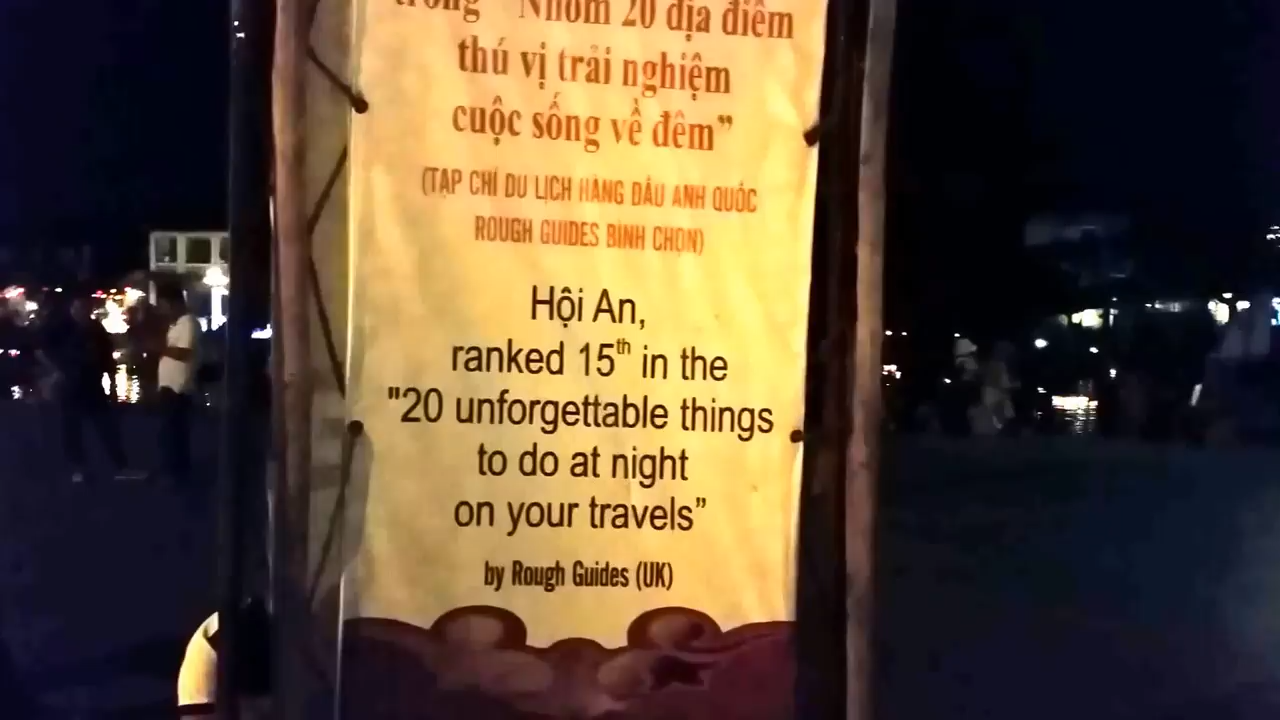 trong "Nhóm 20 địa điểm
thú vị trải nghiệm
cuộc sống về đêm”
(TẠP CHÍ DU LỊCH HÀNG ĐẦU ANH QUỐC
ROUGH GUIDES BÌNH CHỌN)
Hội An,
ranked 15th in the
"20 unforgettable things
to do at night
on your travels”
by Rough Guides (UK)